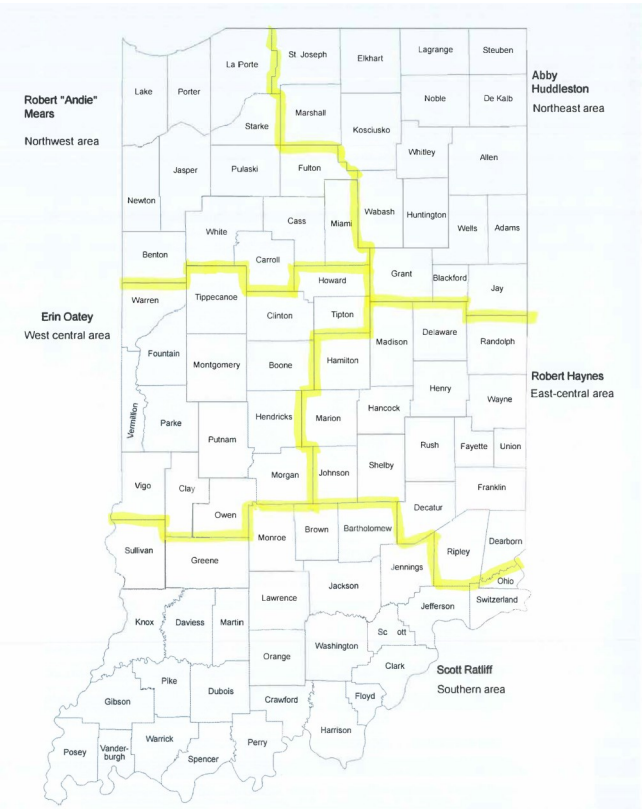 La Porte
St Joseph
Elkhart
Lagrange
Steuben
Abby
Huddleston
Northeast area
Robert "Andie"
Mears
Northwest area
Lake
Porter
Noble
De Kalb
Starke
Marshall
Kosciusko
Whitley
Allen
Jasper
Pulaski
Fulton
Newton
White
Cass
Miami
Wabash
Huntington
Wells
Adams
Benton
Carroll
Howard
Grant
Blackford
Jay
Warren
Tippecanoe
Clinton
Tipton
Erin Oatey
West central area
Madison
Delaware
Randolph
Fountain
Montgomery
Boone
Hamilton
Robert Haynes
East-central area
Henry
Wayne
Vermillion
Parke
Putnam
Hendricks
Marion
Hancock
Rush
Fayette
Union
Vigo
Clay
Owen
Morgan
Johnson
Shelby
Franklin
Decatur
Sullivan
Greene
Monroe
Brown
Bartholomew
Ripley
Dearborn
Jennings
Ohio
Switzerland
Jefferson
Jackson
Lawrence
Knox
Daviess
Martin
Washington
Sc ott
Orange
Clark
Scott Ratliff
Southern area
Gibson
Pike
Dubois
Crawford
Floyd
Harrison
Posey
Vander-
burgh
Warrick
Spencer
Perry